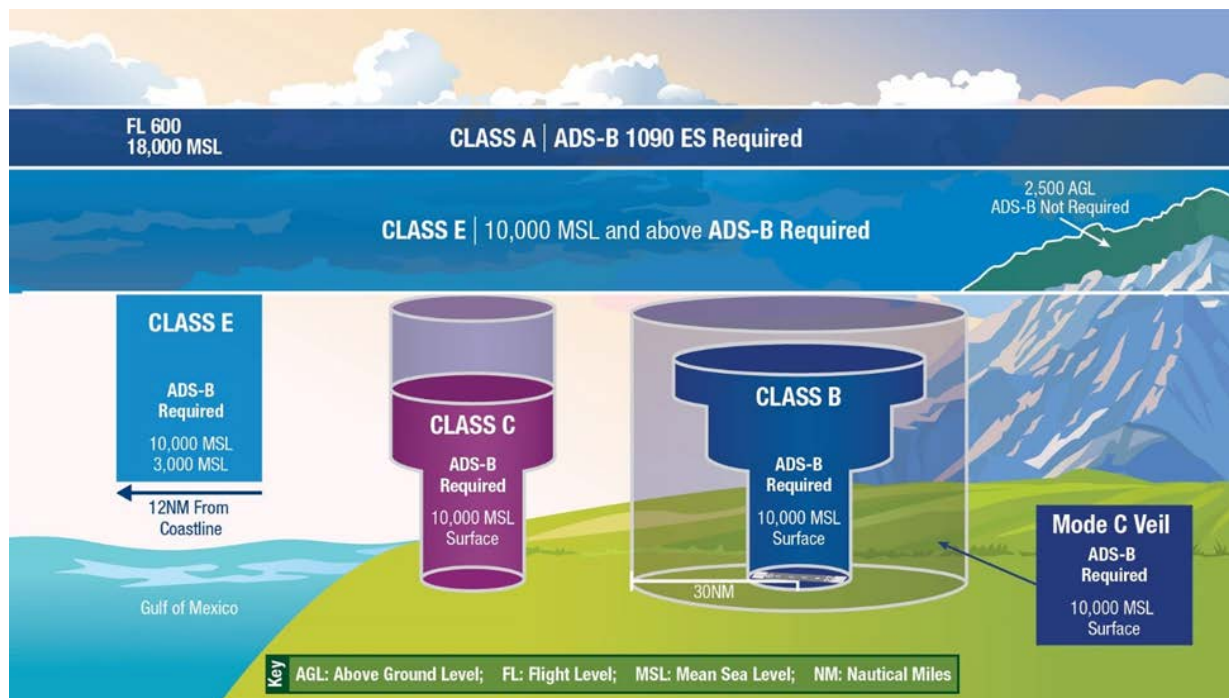 FL 600
18,000 MSL
CLASS A | ADS-B 1090 ES Required
2,500 AGL
ADS-B Not Required
CLASS E | 10,000 MSL and above ADS-B Required
CLASS E
ADS-B
Required
10,000 MSL
3,000 MSL
12NM From
Coastline
Gulf of Mexico
CLASS C
ADS-B
Required
10,000 MSL
Surface
CLASS B
ADS-B
Required
10,000 MSL
Surface
30NM
Mode C Veil
ADS-B
Required
10,000 MSL
Surface
Key
AGL: Above Ground Level; FL: Flight Level; MSL: Mean Sea Level; NM: Nautical Miles